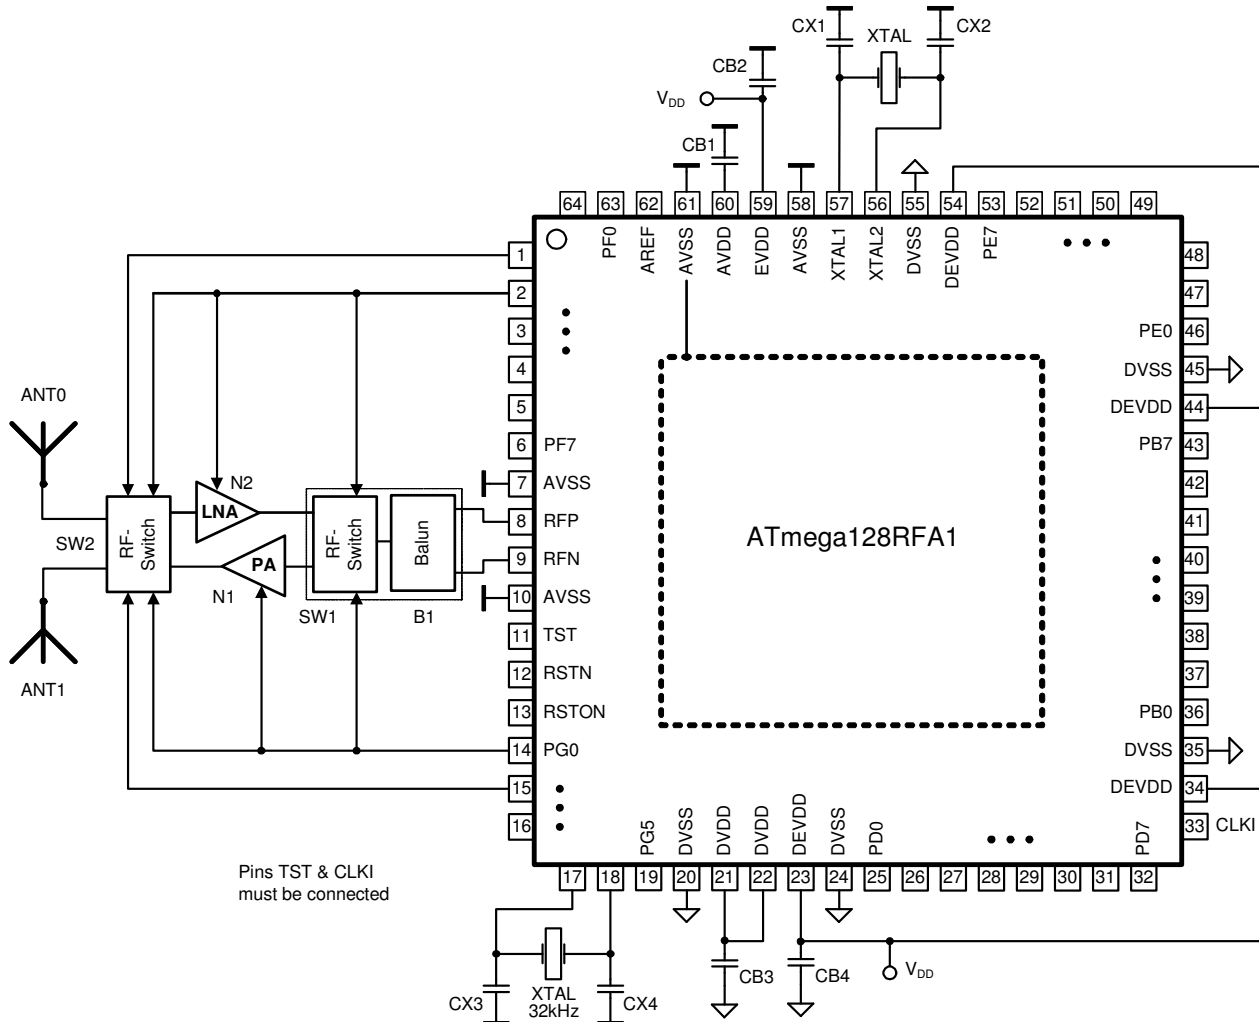 CX1
XTAL
CX2
CB2
VDD
CB1
64
63
62
61
60
59
58
57
56
55
54
53
52
51
50
49
PF0
AREF
AVSS
AVDD
EVDD
AVSS
XTAL1
XTAL2
DVSS
DEVDD
PE7
1
2
3
4
5
6 PF7
7 AVSS
8 RFP
9 RFN
10 AVSS
11 TST
12 RSTN
13 RSTON
14 PG0
15
16
48
47
PE0 46
DVSS 45
DEVDD 44
PB7 43
42
41
40
39
38
37
PB0 36
DVSS 35
DEVDD 34
33 CLKI
ANT0
ANT1
SW2
RF-
Switch
N2
LNA
PA
N1
RF-
Switch
SW1
Balun
B1
ATmega128RFA1
PG5
DVSS
DVDD
DVDD
DEVDD
DVSS
PD0
PD7
17
18
19
20
21
22
23
24
25
26
27
28
29
30
31
32
Pins TST & CLKI
must be connected
CX3
XTAL
32kHz
CX4
CB3
CB4
VDD